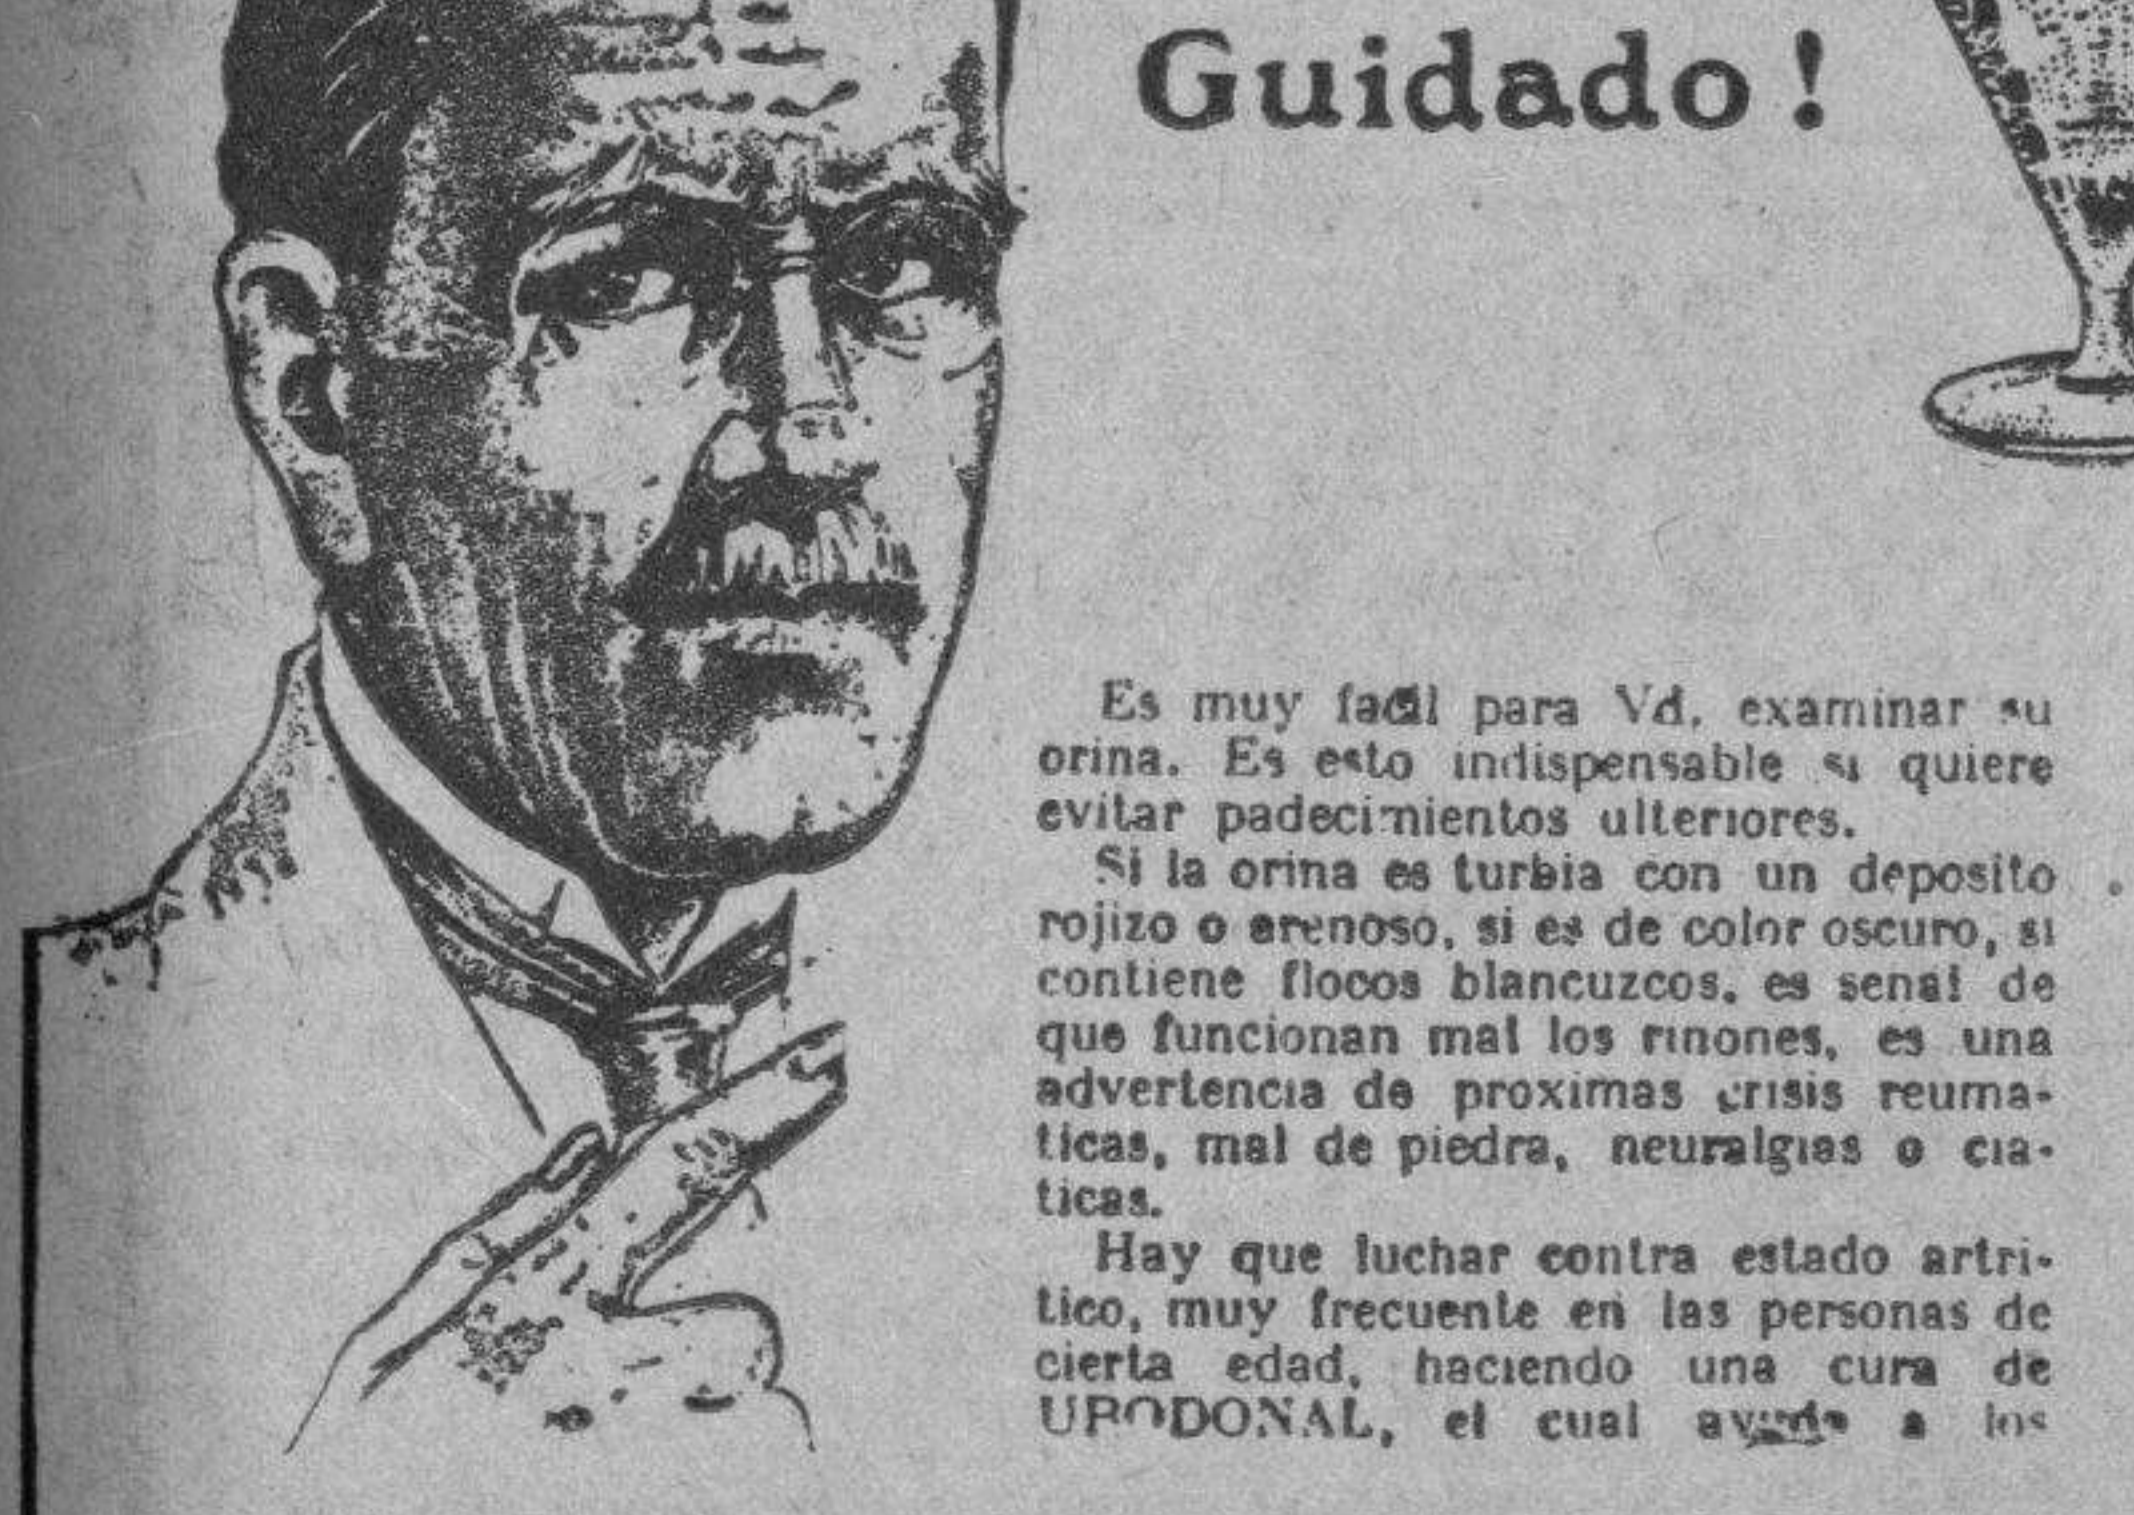 Guidado !
Es muy facil para Vd. examinar su
orina. Es esto indispensable si quiere
evitar padecimientos ulteriores.
Si la orina es turbia con un deposito
rojizo o arenoso, si es de color oscuro, si
contiene flocos blancuzcos, es senal de
que funcionan mal los rinones, es una
advertencia de proximas crisis reuma-
ticas, mal de piedra, neuralgias o cia-
ticas.
Hay que luchar contra estado artri-
tico, muy frecuente en las personas de
cierta edad, haciendo una cura de
URODONAL, el cual ayuda a los